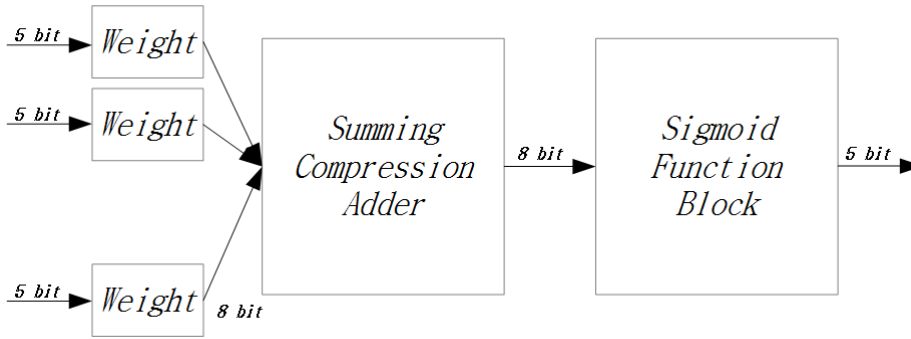 5 bit
Weight
5 bit
Weight
5 bit
Weight
8 bit
Summing
Compression
Adder
8 bit
Sigmoid
Function
Block
5 bit